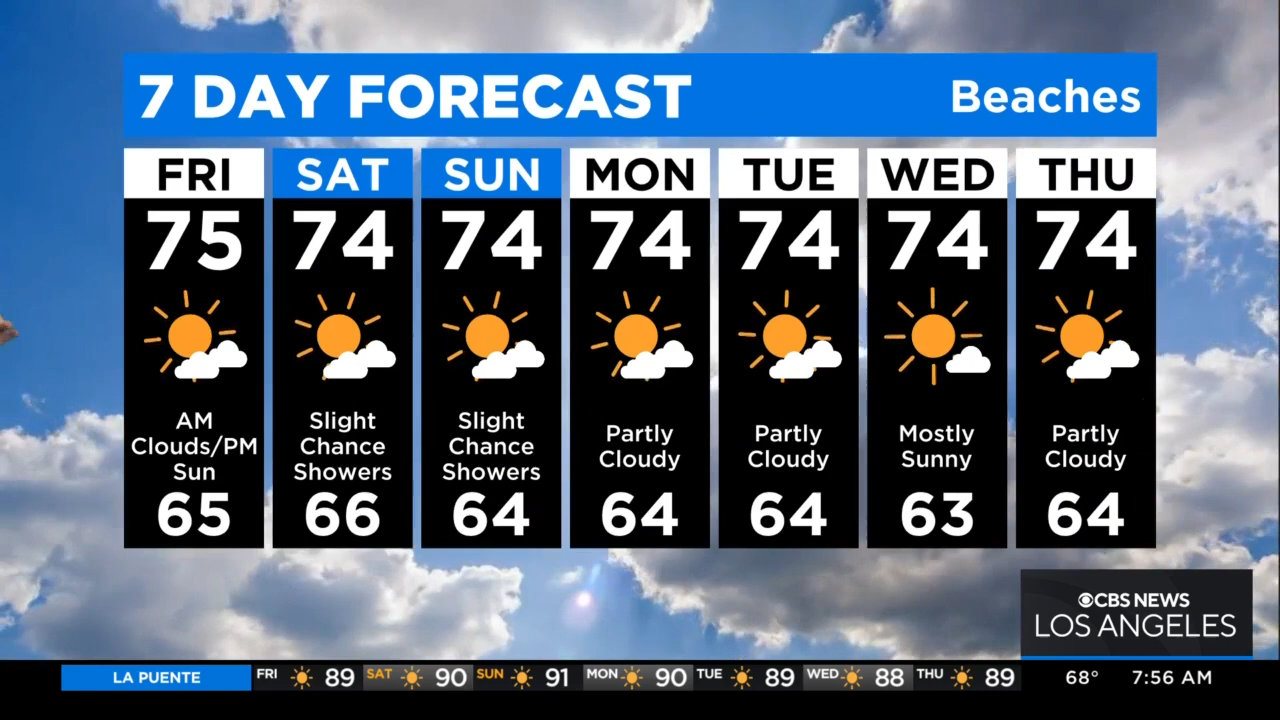 7 DAY FORECAST
Beaches
FRI
75
AM
Clouds/PM
Sun
65
SAT
74
Slight
Chance
Showers
66
SUN
74
Slight
Chance
Showers
64
MON
74
Partly
Cloudy
64
TUE
74
Partly
Cloudy
64
WED
74
Mostly
Sunny
63
THU
74
Partly
Cloudy
64
CBS NEWS
LOS ANGELES
LA PUENTE FRI 89 SAT 90 SUN 91 MON 90 TUE 89 WED 88 THU 89 68° 7:56 AM